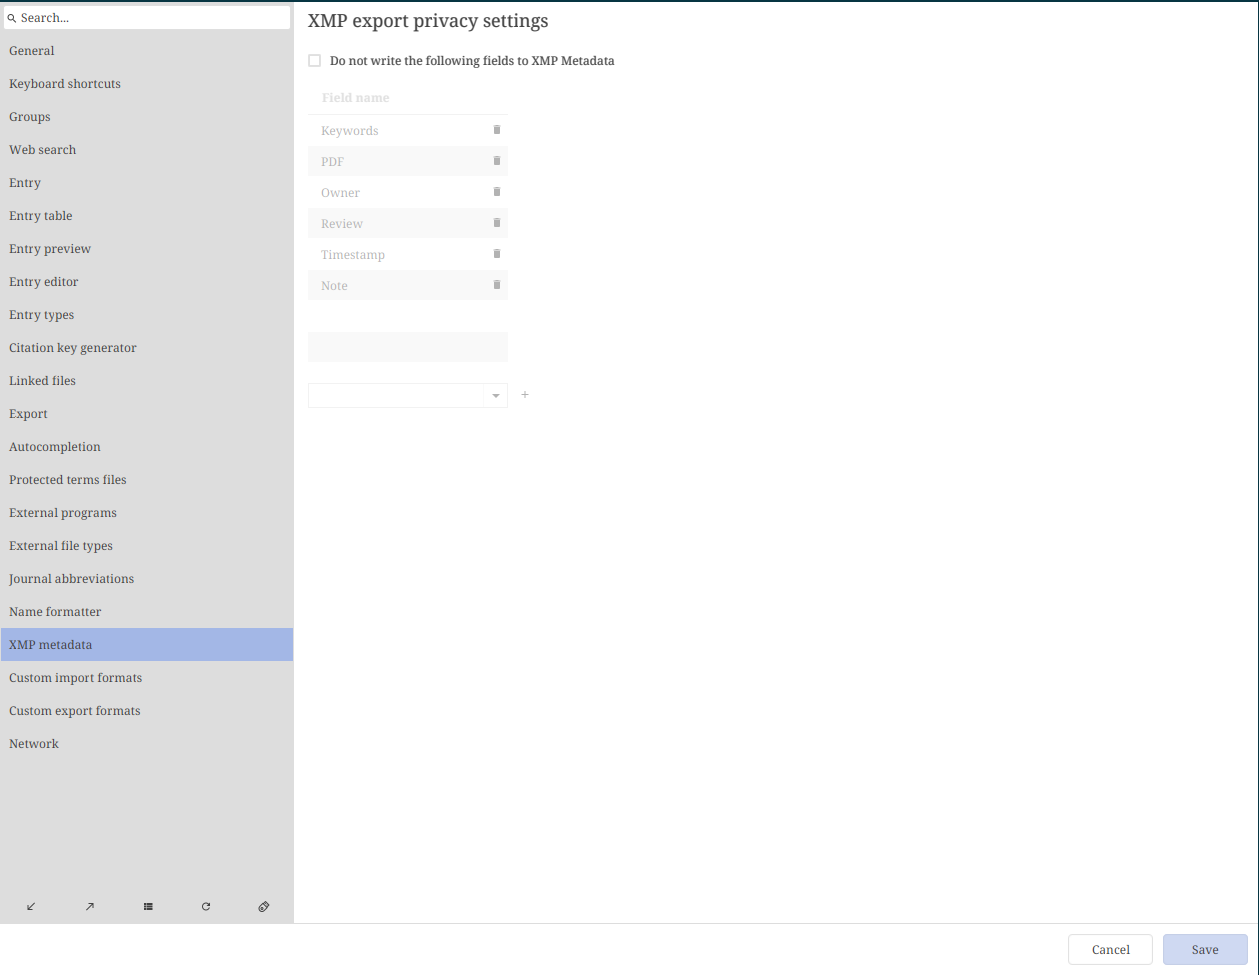 Search...
General
Keyboard shortcuts
Groups
Web search
Entry
Entry table
Entry preview
Entry editor
Entry types
Citation key generator
Linked files
Export
Autocompletion
Protected terms files
External programs
External file types
Journal abbreviations
Name formatter
XMP metadata
Custom import formats
Custom export formats
Network
XMP export privacy settings
Do not write the following fields to XMP Metadata
Field name
Keywords
PDF
Owner
Review
Timestamp
Note
Cancel
Save